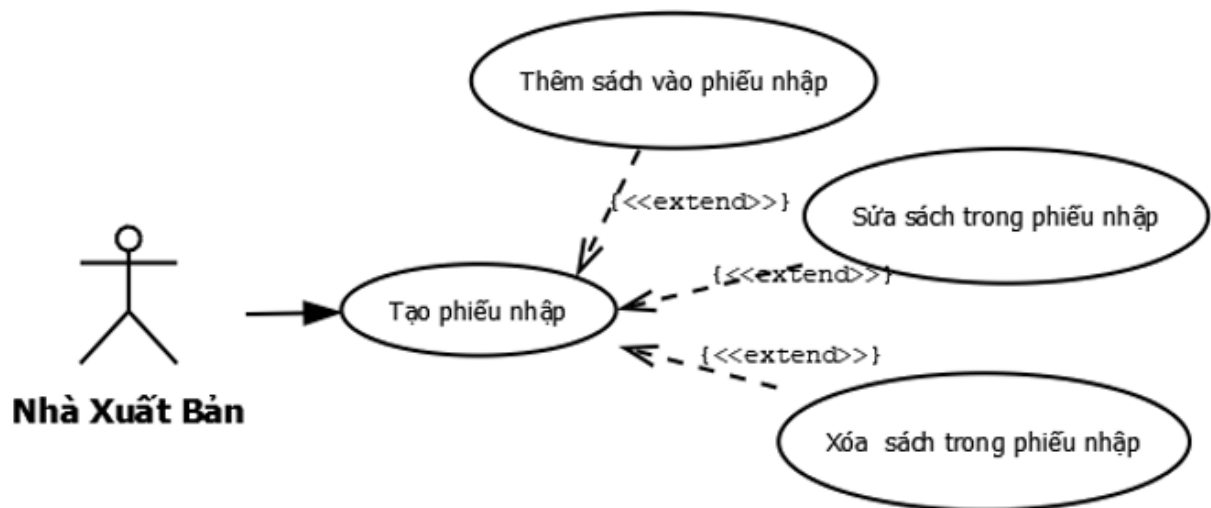 Thêm sách vào phiếu nhập
{<<extend>>}
Sửa sách trong phiếu nhập
{<<extend>>}
Tạo phiếu nhập
{<<extend>>}
Nhà Xuất Bản
Xóa sách trong phiếu nhập